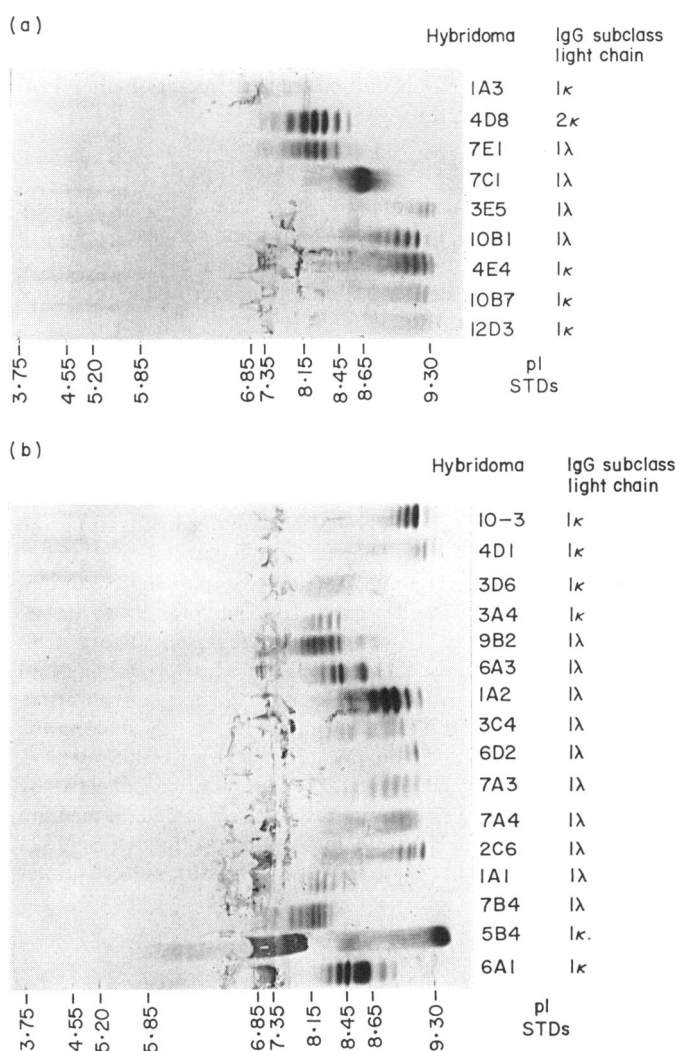 (a)
Hybridoma IgG subclass
light chain
1A3 1κ
4D8 2κ
7E1 1λ
7C1 1λ
3E5 1λ
10B1 1λ
4E4 1κ
10B7 1κ
12D3 1κ
3·75 4·55 5·20 5·85 6·85 7·35 8·15 8·45 8·65 9·30 pI
STDs
(b)
Hybridoma IgG subclass
light chain
10-3 1κ
4D1 1κ
3D6 1κ
3A4 1κ
9B2 1λ
6A3 1λ
1A2 1λ
3C4 1λ
6D2 1λ
7A3 1λ
7A4 1λ
2C6 1λ
1A1 1λ
7B4 1λ
5B4 1κ.
6A1 1κ
3·75 4·55 5·20 5·85 6·85 7·35 8·15 8·45 8·65 9·30 pI
STDs